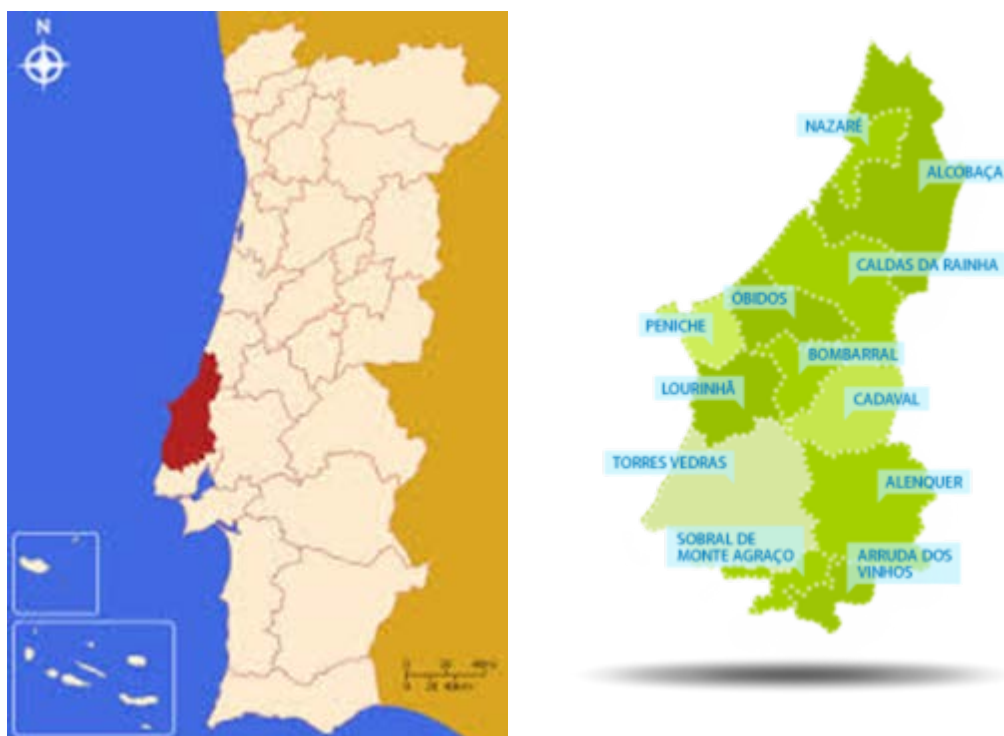 N
NAZARÉ
ALCOBAÇA
CALDAS DA RAINHA
ÓBIDOS
PENICHE
BOMBARRAL
LOURINHÃ
CADAVAL
TORRES VEDRAS
ALENQUER
SOBRAL DE
MONTE AGRAÇO
ARRUDA DOS
VINHOS